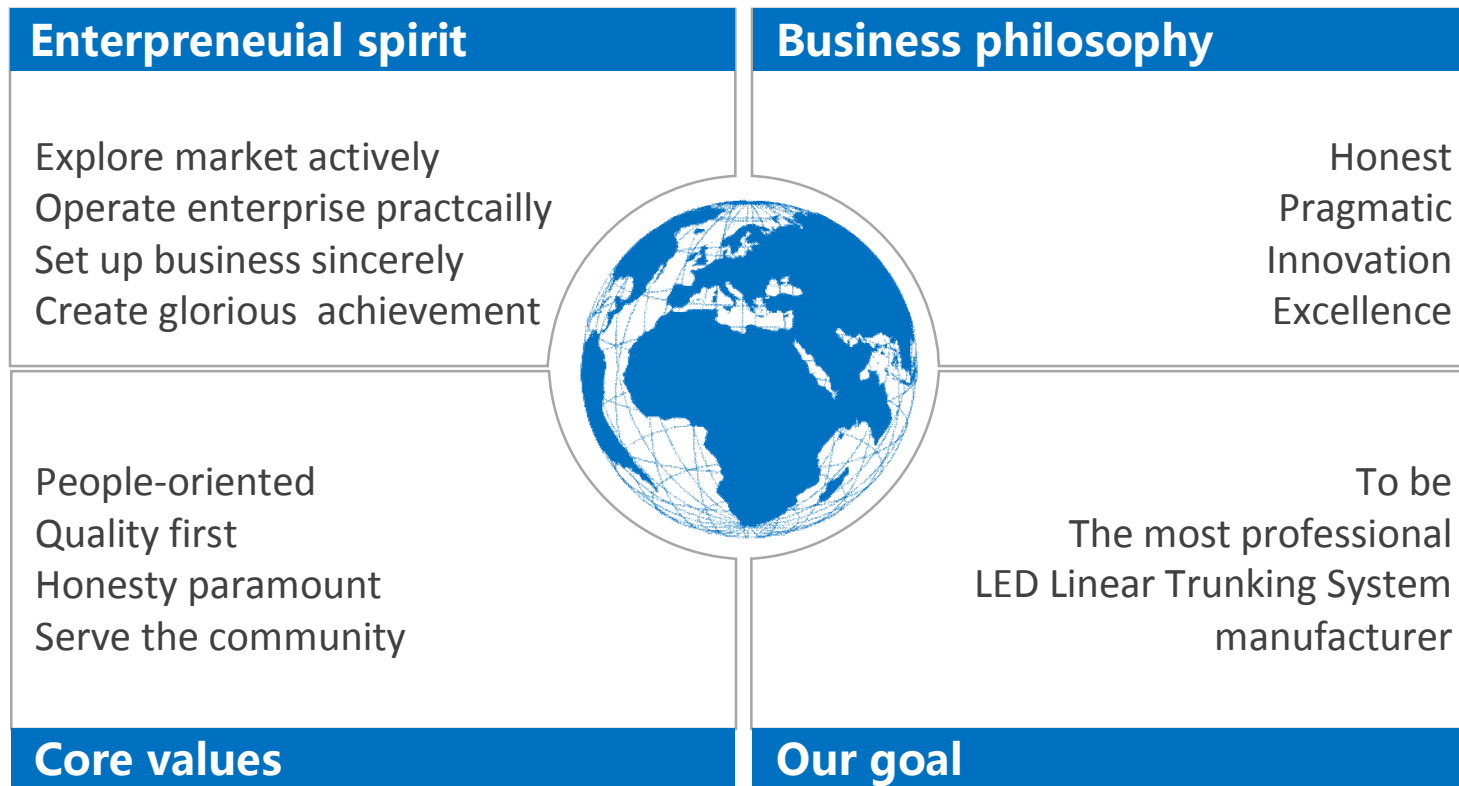 Enterpreneuial spirit
Explore market actively
Operate enterprise practcailly
Set up business sincerely
Create glorious  achievement
Business philosophy
Honest
Pragmatic
Innovation
Excellence
People-oriented
Quality first
Honesty paramount
Serve the community
Core values
To be
The most professional
LED Linear Trunking System
manufacturer
Our goal